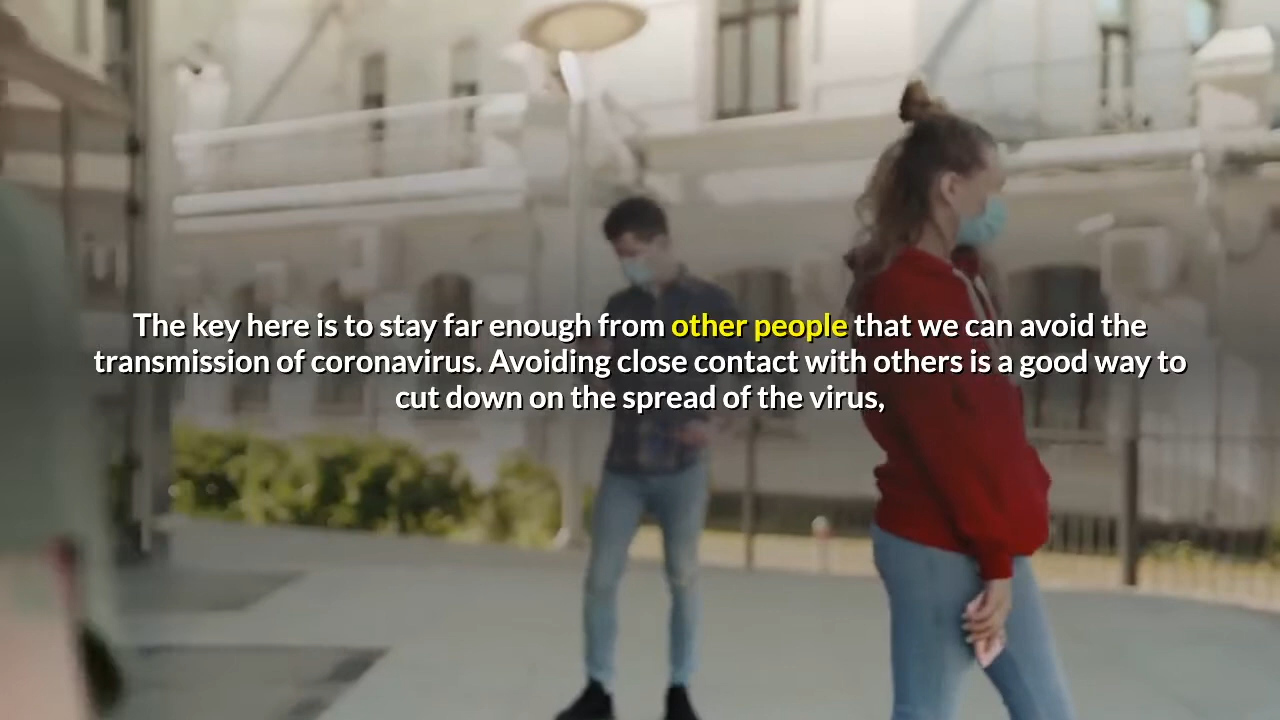 The key here is to stay far enough from other people that we can avoid the
transmission of coronavirus. Avoiding close contact with others is a good way to
cut down on the spread of the virus,